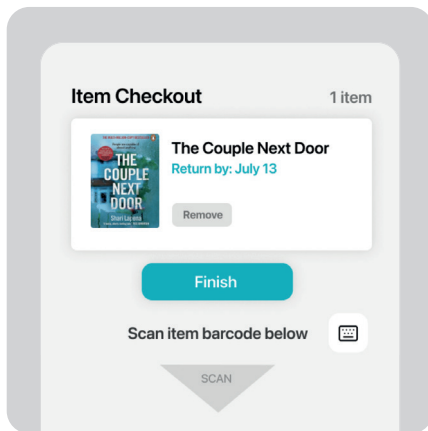 Item Checkout
1 item
THE
COUPLE
NEXT
DOOR
Shari Lapena
The Couple Next Door
Return by: July 13
Remove
Finish
Scan item barcode below
SCAN